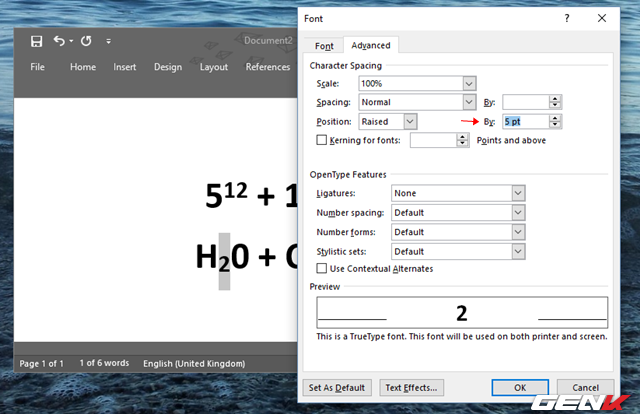 Document2
File Home Insert Design Layout References
5¹² + 1
H₂0 +
Page 1 of 1 1 of 6 words English (United Kingdom)
Font ?
Font Advanced
Character Spacing
Scale: 100%
Spacing: Normal By:
Position: Raised By: 5 pt
Kerning for fonts: Points and above
OpenType Features
Ligatures: None
Number spacing: Default
Number forms: Default
Stylistic sets: Default
Use Contextual Alternates
Preview
2
This is a TrueType font. This font will be used on both printer and screen.
Set As Default Text Effects... OK Cancel
GENK